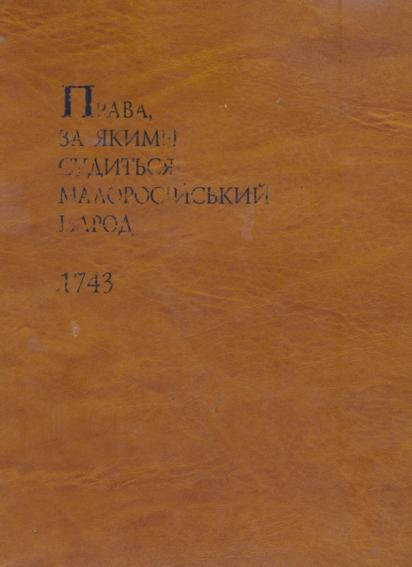 ПРАВА,
ЗА ЯКИМИ
СУДИТЬСЯ
МАЛОРОСІЙСЬКИЙ
НАРОД
1743